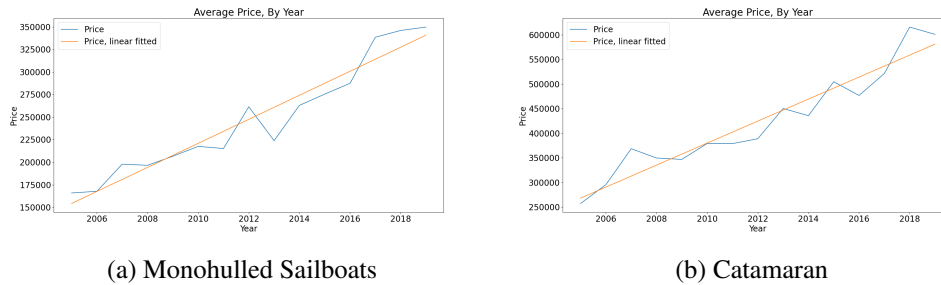 Average Price, By Year
Price
Price, linear fitted
350000
325000
300000
275000
250000
225000
200000
175000
150000
Price
2006
2008
2010
2012
2014
2016
2018
Year
(a) Monohulled Sailboats
Average Price, By Year
Price
Price, linear fitted
600000
550000
500000
450000
400000
350000
300000
250000
Price
2006
2008
2010
2012
2014
2016
2018
Year
(b) Catamaran